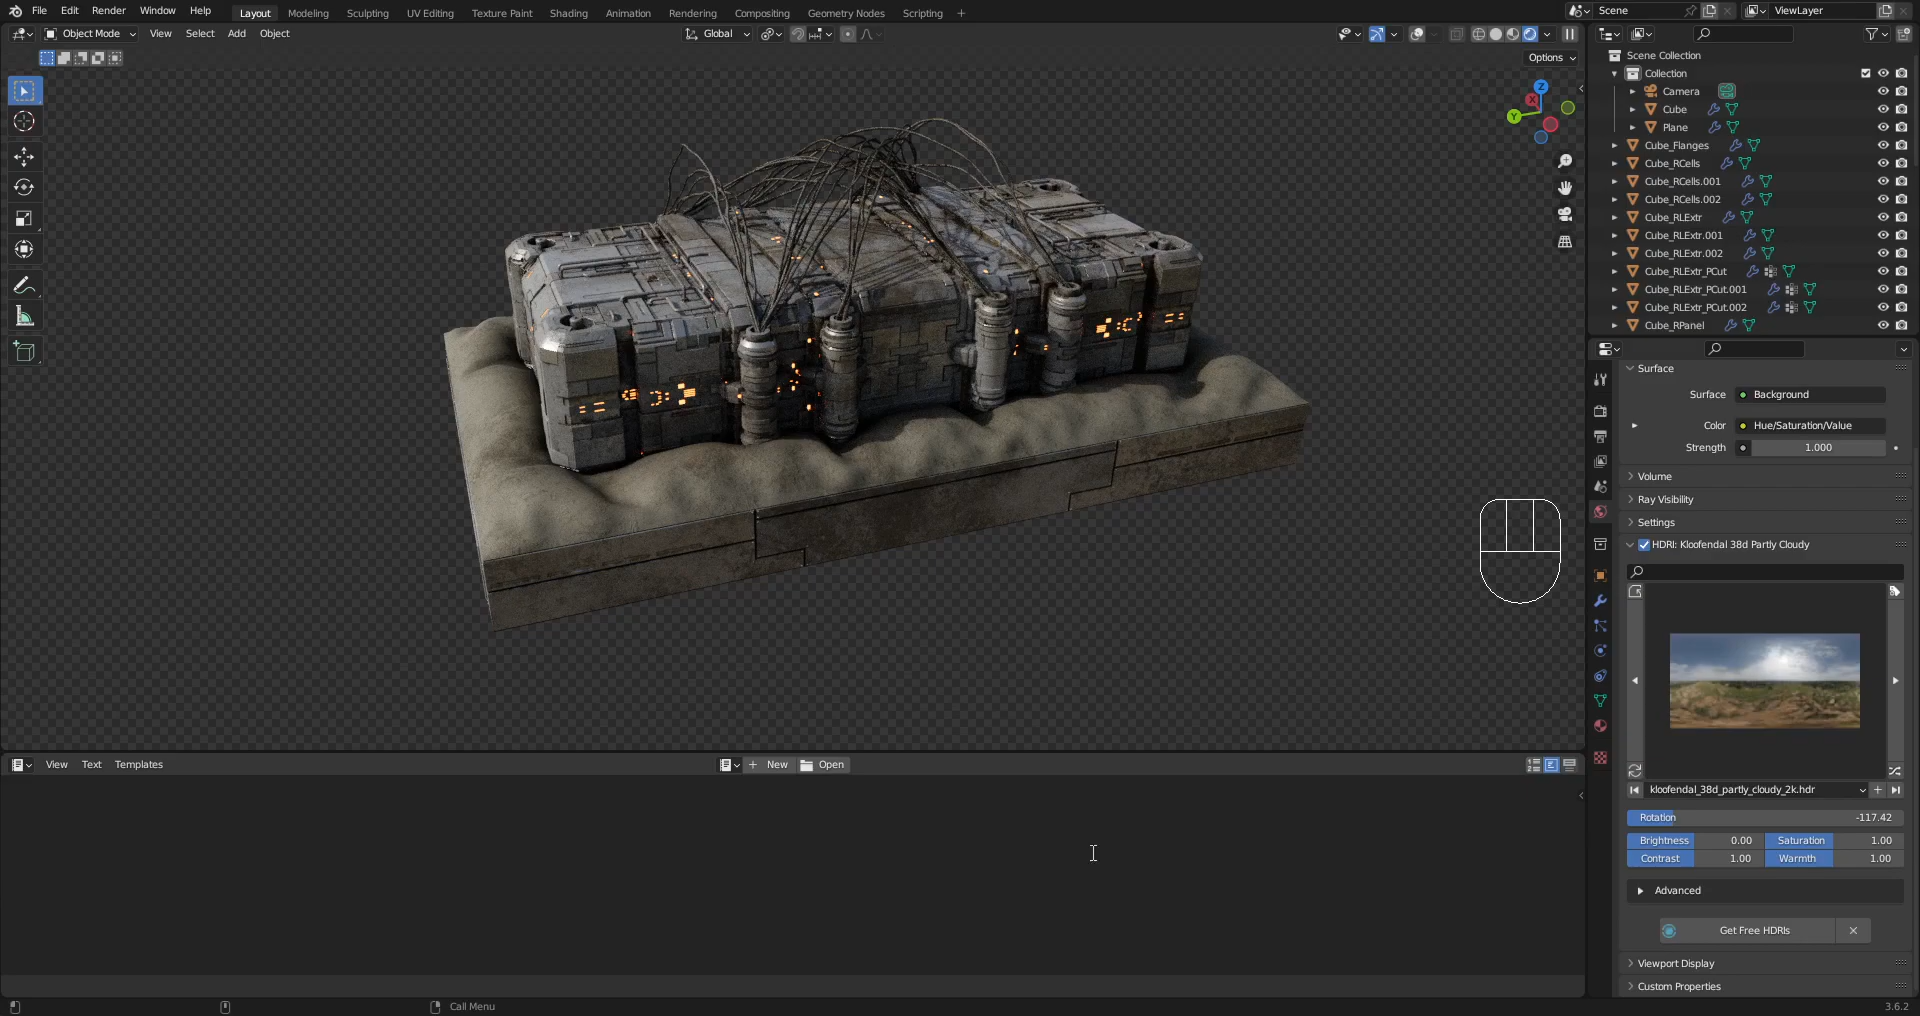 File Edit Render Window Help Layout Modeling Sculpting UV Editing Texture Paint Shading Animation Rendering Compositing Geometry Nodes Scripting + Scene ViewLayer
Object Mode View Select Add Object Global
Options
Z
X
Y
Scene Collection
Collection
Camera
Cube
Plane
Cube_Flanges
Cube_RCells
Cube_RCells.001
Cube_RCells.002
Cube_RLExtr
Cube_RLExtr.001
Cube_RLExtr.002
Cube_RLExtr_PCut
Cube_RLExtr_PCut.001
Cube_RLExtr_PCut.002
Cube_RPanel
Surface
Surface Background
Color Hue/Saturation/Value
Strength 1.000
Volume
Ray Visibility
Settings
HDRI: Kloofendal 38d Partly Cloudy
kloofendal_38d_partly_cloudy_2k.hdr
Rotation -117.42
Brightness 0.00 Saturation 1.00
Contrast 1.00 Warmth 1.00
Advanced
Get Free HDRIs
Viewport Display
Custom Properties
View Text Templates + New Open
Call Menu 3.6.2